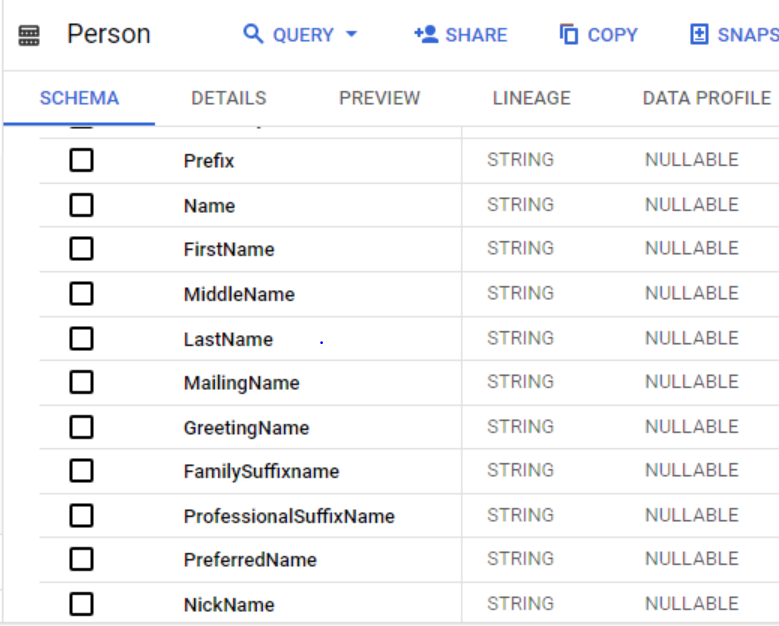 Person QUERY SHARE COPY SNAPS
SCHEMA DETAILS PREVIEW LINEAGE DATA PROFILE
Prefix STRING NULLABLE
Name STRING NULLABLE
FirstName STRING NULLABLE
MiddleName STRING NULLABLE
LastName STRING NULLABLE
MailingName STRING NULLABLE
GreetingName STRING NULLABLE
FamilySuffixname STRING NULLABLE
ProfessionalSuffixName STRING NULLABLE
PreferredName STRING NULLABLE
NickName STRING NULLABLE